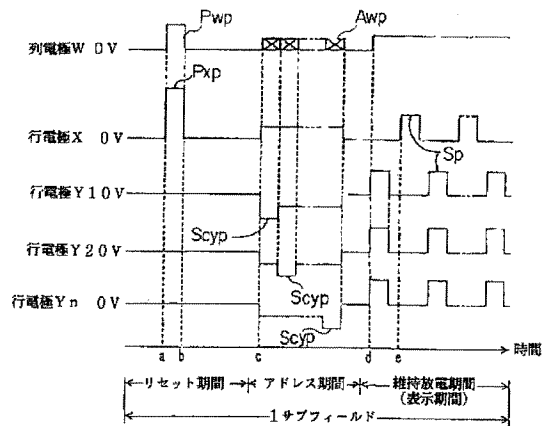 Pwp
Awp
列電極W 0V
Pxp
行電極X 0V
Sp
行電極Y1 0V
Scyp
行電極Y2 0V
Scyp
行電極Yn 0V
Scyp
時間
a b c d e
リセット期間 アドレス期間 維持放電期間
(表示期間)
1サブフィールド